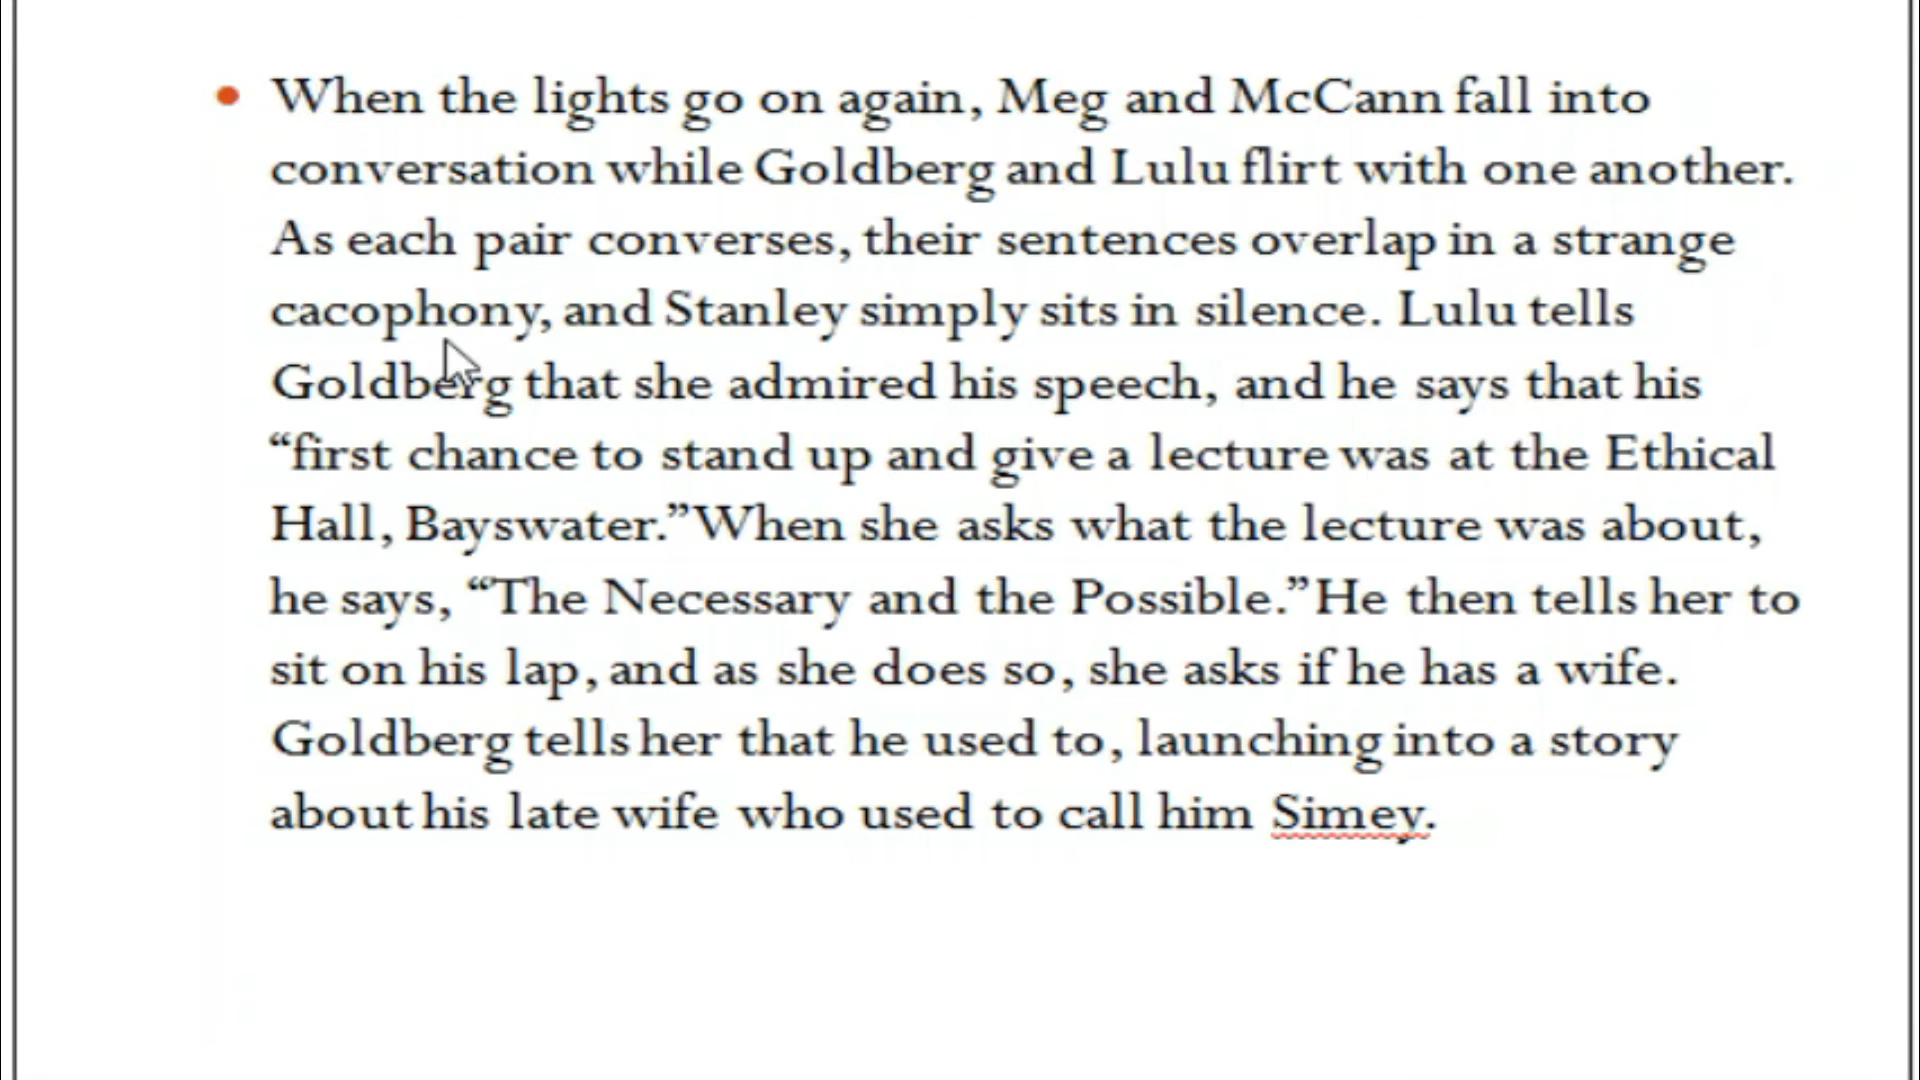 • When the lights go on again, Meg and McCann fall into
conversation while Goldberg and Lulu flirt with one another.
As each pair converses, their sentences overlap in a strange
cacophony, and Stanley simply sits in silence. Lulu tells
Goldberg that she admired his speech, and he says that his
“first chance to stand up and give a lecture was at the Ethical
Hall, Bayswater.” When she asks what the lecture was about,
he says, “The Necessary and the Possible.” He then tells her to
sit on his lap, and as she does so, she asks if he has a wife.
Goldberg tells her that he used to, launching into a story
about his late wife who used to call him Simey.